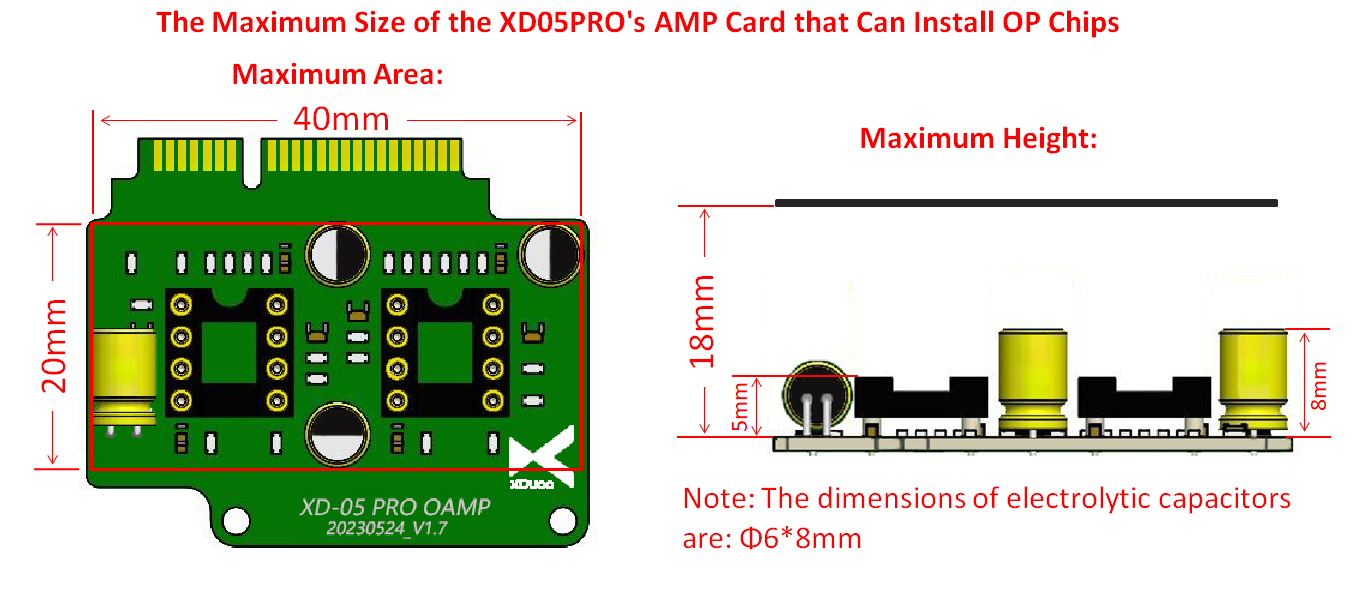 The Maximum Size of the XD05PRO's AMP Card that Can Install OP Chips
Maximum Area:
40mm
20mm
XDUOO
XD-05 PRO OAMP
20230524_V1.7
Maximum Height:
18mm
5mm
8mm
Note: The dimensions of electrolytic capacitors
are: Φ6*8mm